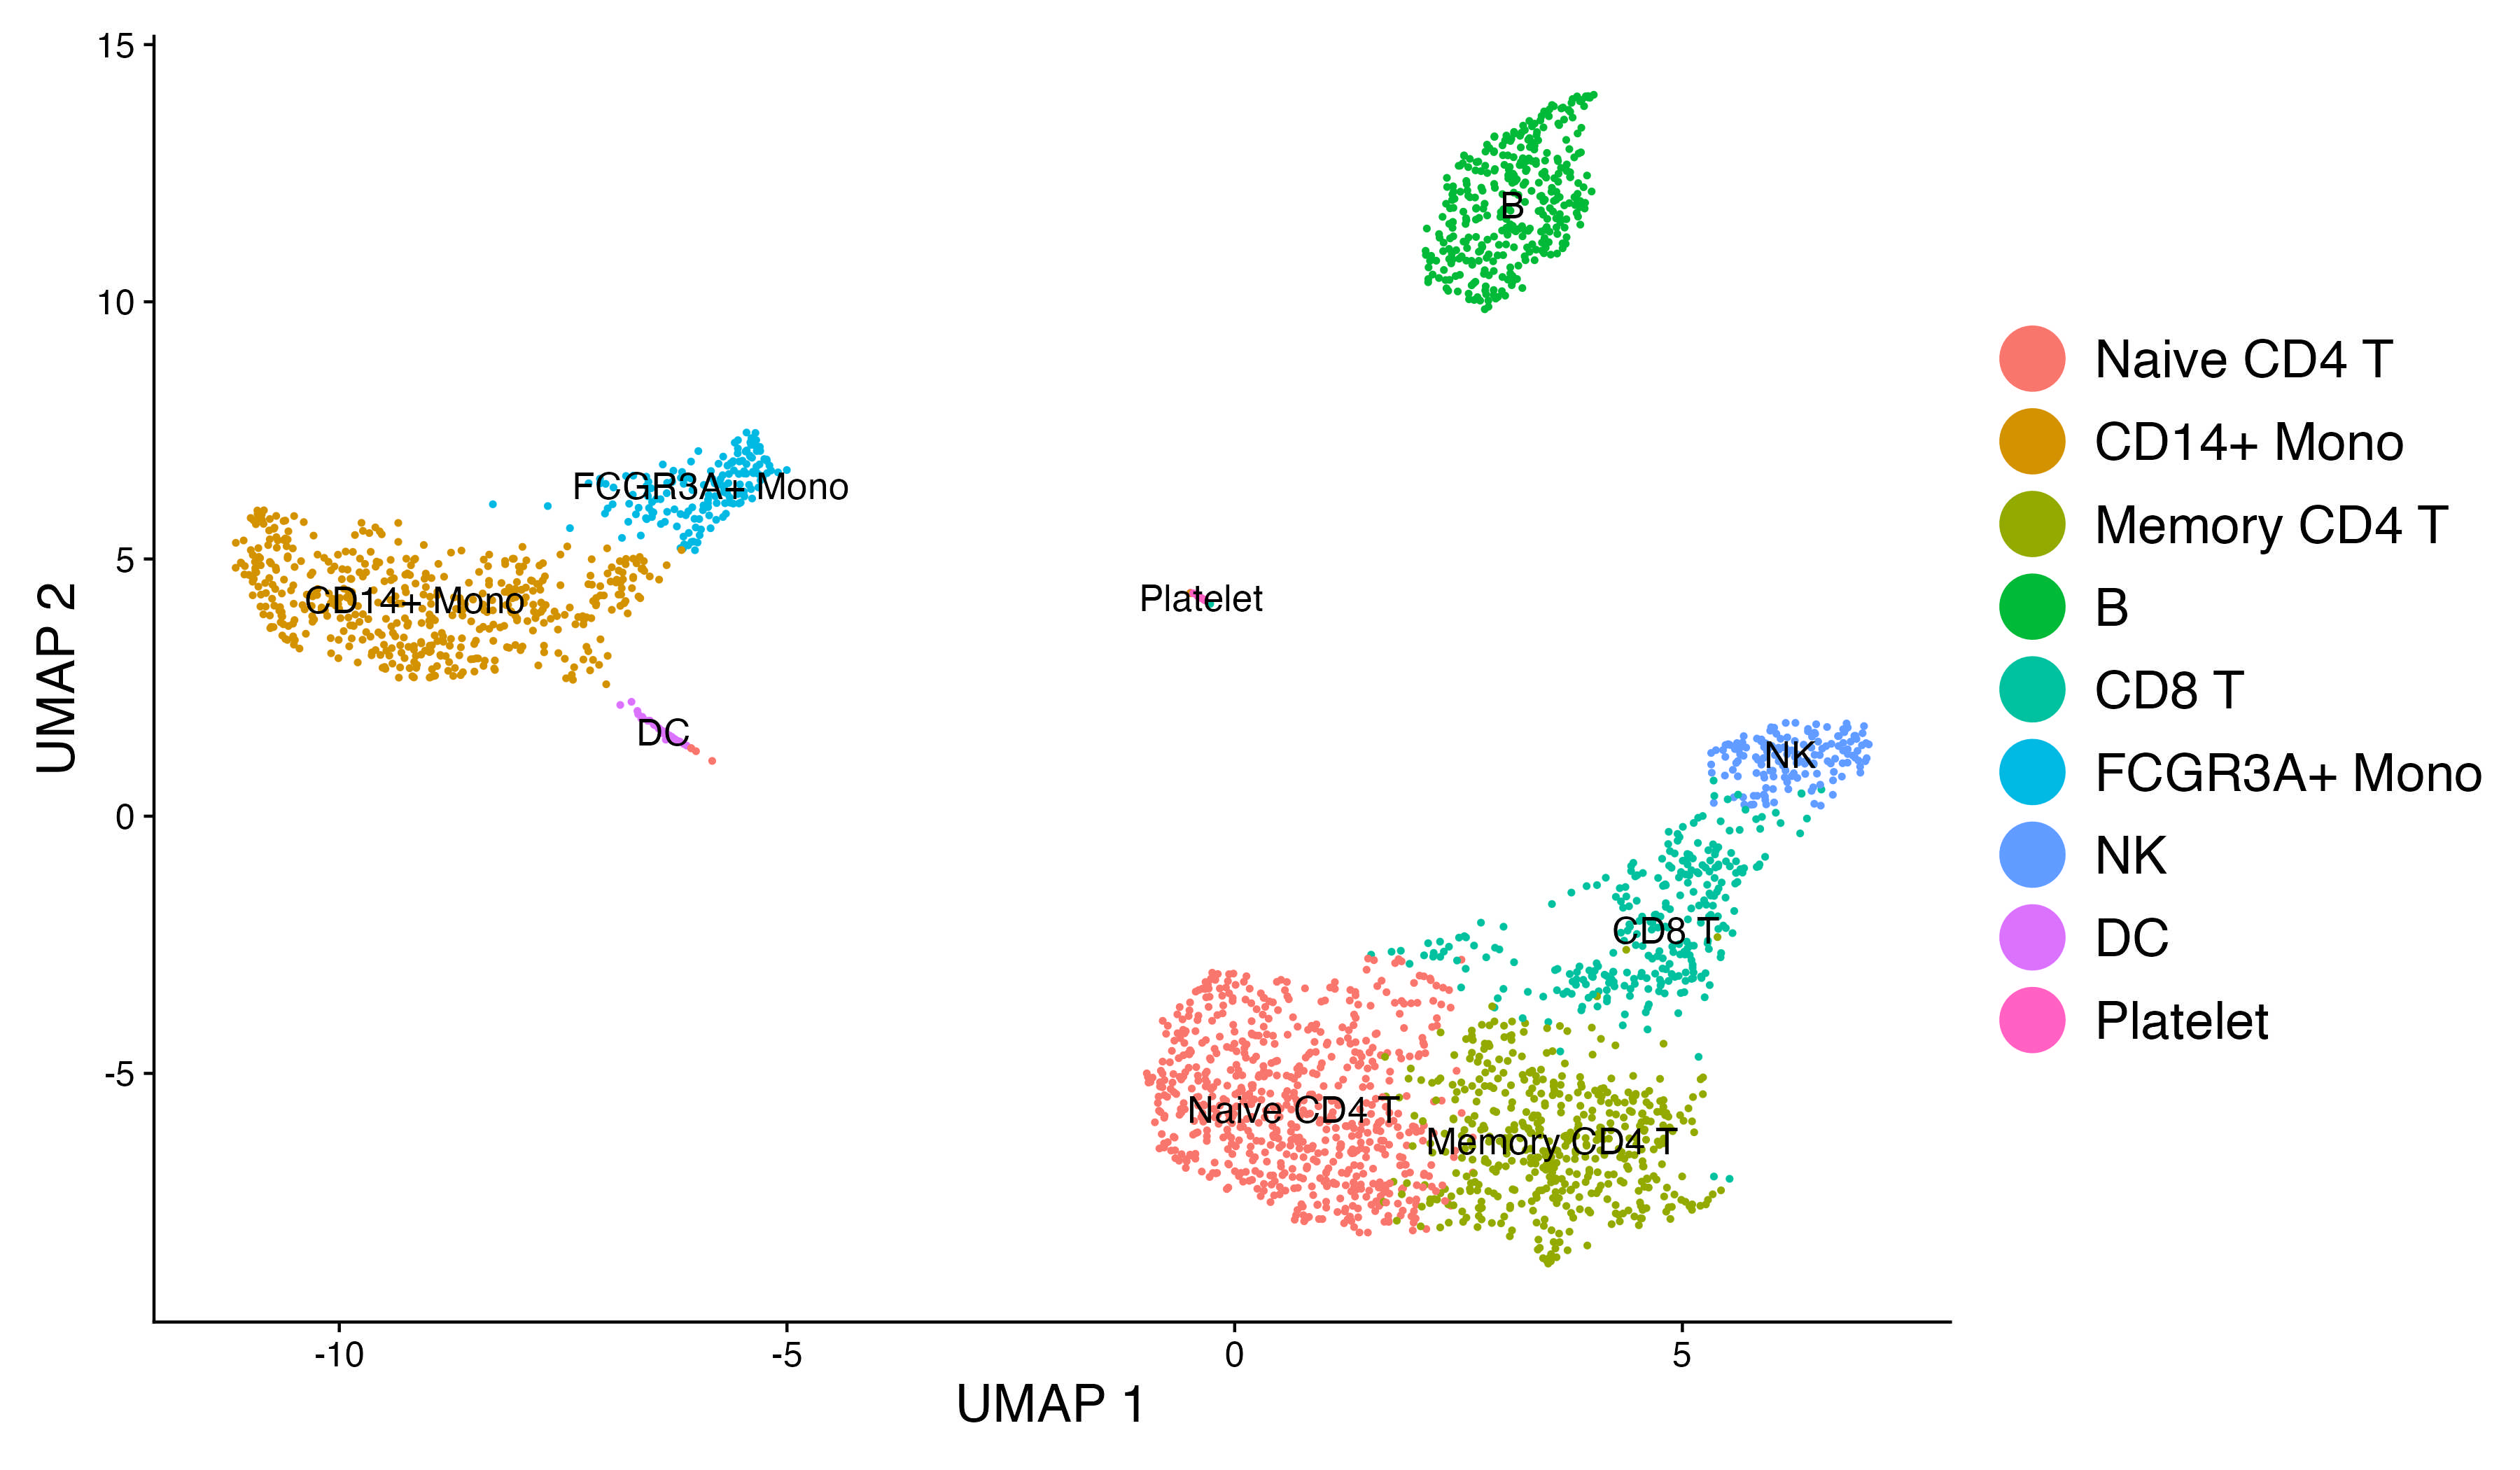 15
10
5
0
-5
UMAP 2
-10
-5
0
5
UMAP 1
B
FCGR3A+ Mono
CD14+ Mono
Platelet
DC
NK
CD8 T
Naive CD4 T
Memory CD4 T
Naive CD4 T
CD14+ Mono
Memory CD4 T
B
CD8 T
FCGR3A+ Mono
NK
DC
Platelet